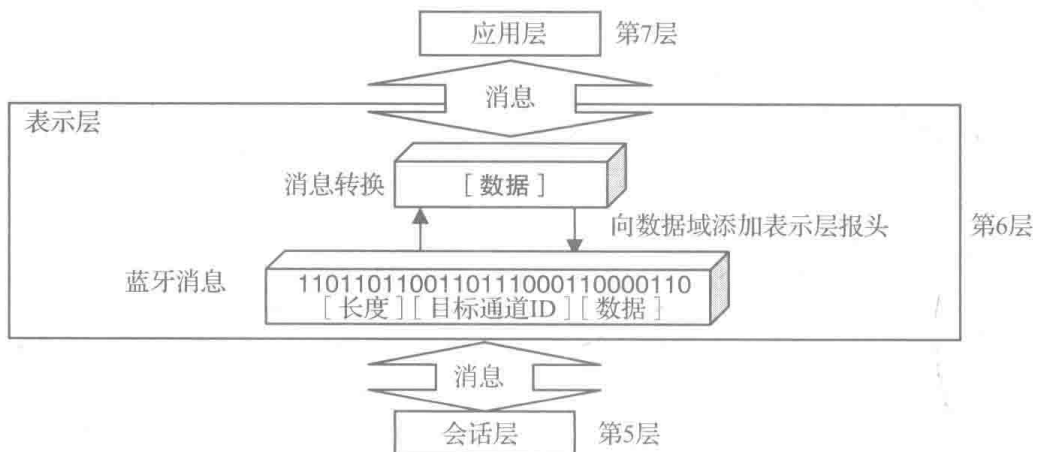 应用层 第7层
消息
表示层
消息转换 [数据]
向数据域添加表示层报头
第6层
蓝牙消息
11011011001101110001100000110
[长度][目标通道ID][数据]
消息
会话层 第5层